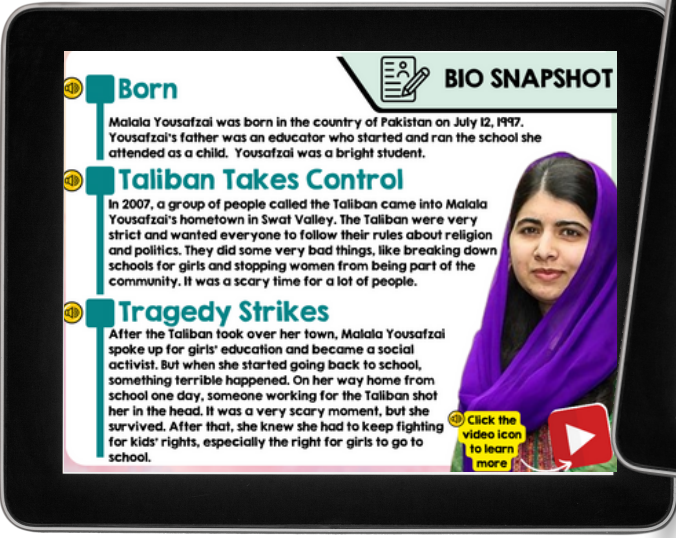 BIO SNAPSHOT
Born
Malala Yousafzai was born in the country of Pakistan on July 12, 1997.
Yousafzai's father was an educator who started and ran the school she
attended as a child. Yousafzai was a bright student.
Taliban Takes Control
In 2007, a group of people called the Taliban came into Malala
Yousafzai's hometown in Swat Valley. The Taliban were very
strict and wanted everyone to follow their rules about religion
and politics. They did some very bad things, like breaking down
schools for girls and stopping women from being part of the
community. It was a scary time for a lot of people.
Tragedy Strikes
After the Taliban took over her town, Malala Yousafzai
spoke up for girls' education and became a social
activist. But when she started going back to school,
something terrible happened. On her way home from
school one day, someone working for the Taliban shot
her in the head. It was a very scary moment, but she
survived. After that, she knew she had to keep fighting
for kids' rights, especially the right for girls to go to
school.
Click the
video icon
to learn
more